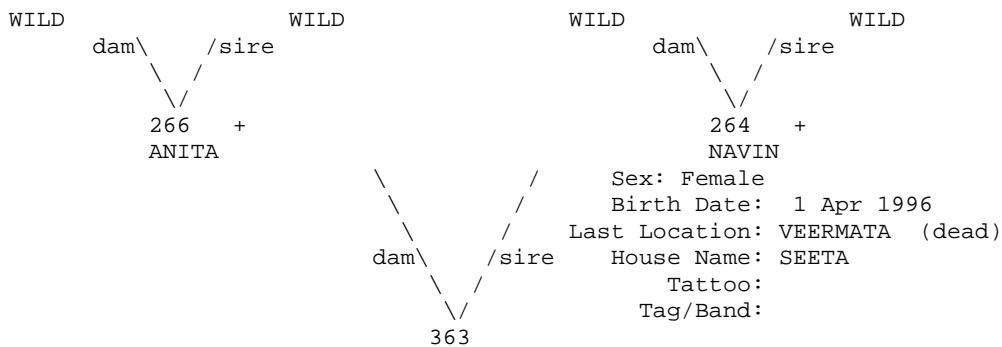 WILD WILD WILD WILD
dam\ /sire dam\ /sire
\ / \ /
\/ \/
266 + 264 +
ANITA NAVIN
\ / Sex: Female
\ / Birth Date: 1 Apr 1996
\ / Last Location: VEERMATA (dead)
dam\ /sire House Name: SEETA
\ / Tattoo:
\/ Tag/Band:
363